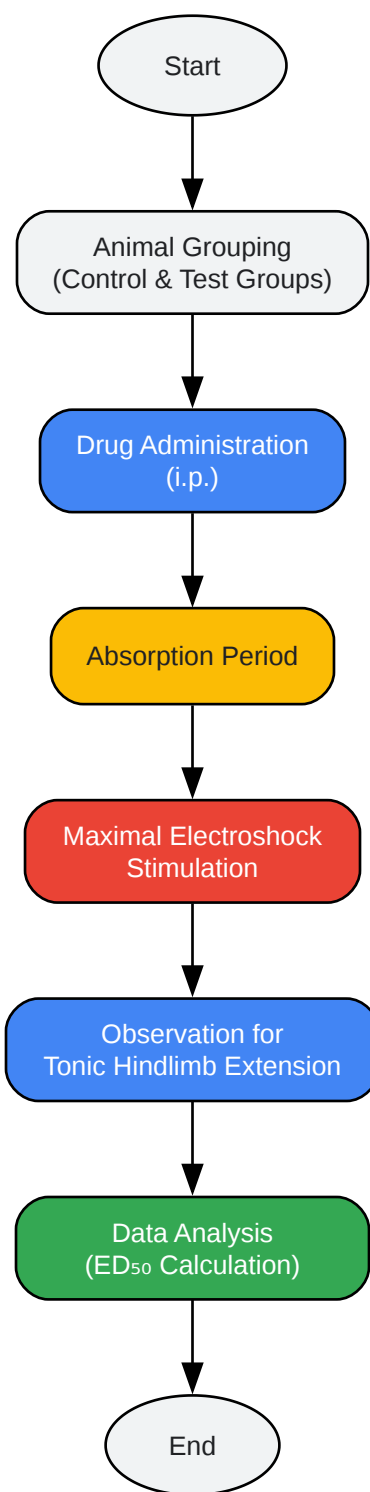 Start
Animal Grouping
(Control & Test Groups)
Drug Administration
(i.p.)
Absorption Period
Maximal Electroshock
Stimulation
Observation for
Tonic Hindlimb Extension
Data Analysis
(ED₅₀ Calculation)
End